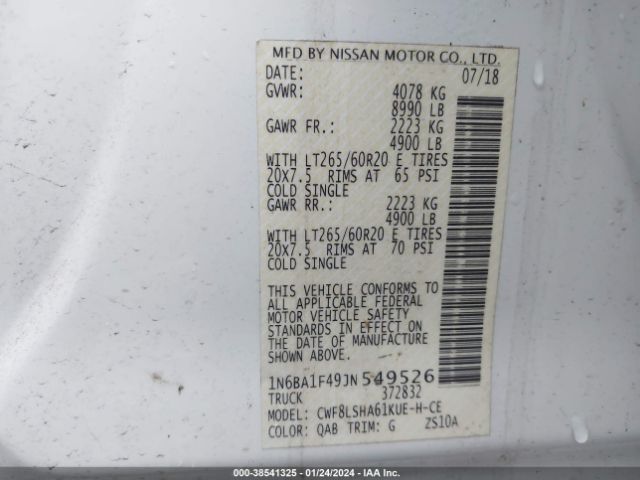 MFD BY NISSAN MOTOR CO., LTD.
DATE: 07/18
GVWR: 4078 KG
8990 LB
GAWR FR.: 2223 KG
4900 LB
WITH LT265/60R20 E TIRES
20X7.5 RIMS AT 65 PSI
COLD SINGLE
GAWR RR.: 2223 KG
4900 LB
WITH LT265/60R20 E TIRES
20X7.5 RIMS AT 70 PSI
COLD SINGLE
THIS VEHICLE CONFORMS TO
ALL APPLICABLE FEDERAL
MOTOR VEHICLE SAFETY
STANDARDS IN EFFECT ON
THE DATE OF MANUFACTURE
SHOWN ABOVE.
1N6BA1F49JN549526
TRUCK 372832
MODEL: CWF8LSHA61KUE-H-CE
COLOR: QAB TRIM: G ZS10A
000-38541325 - 01/24/2024 - IAA Inc.